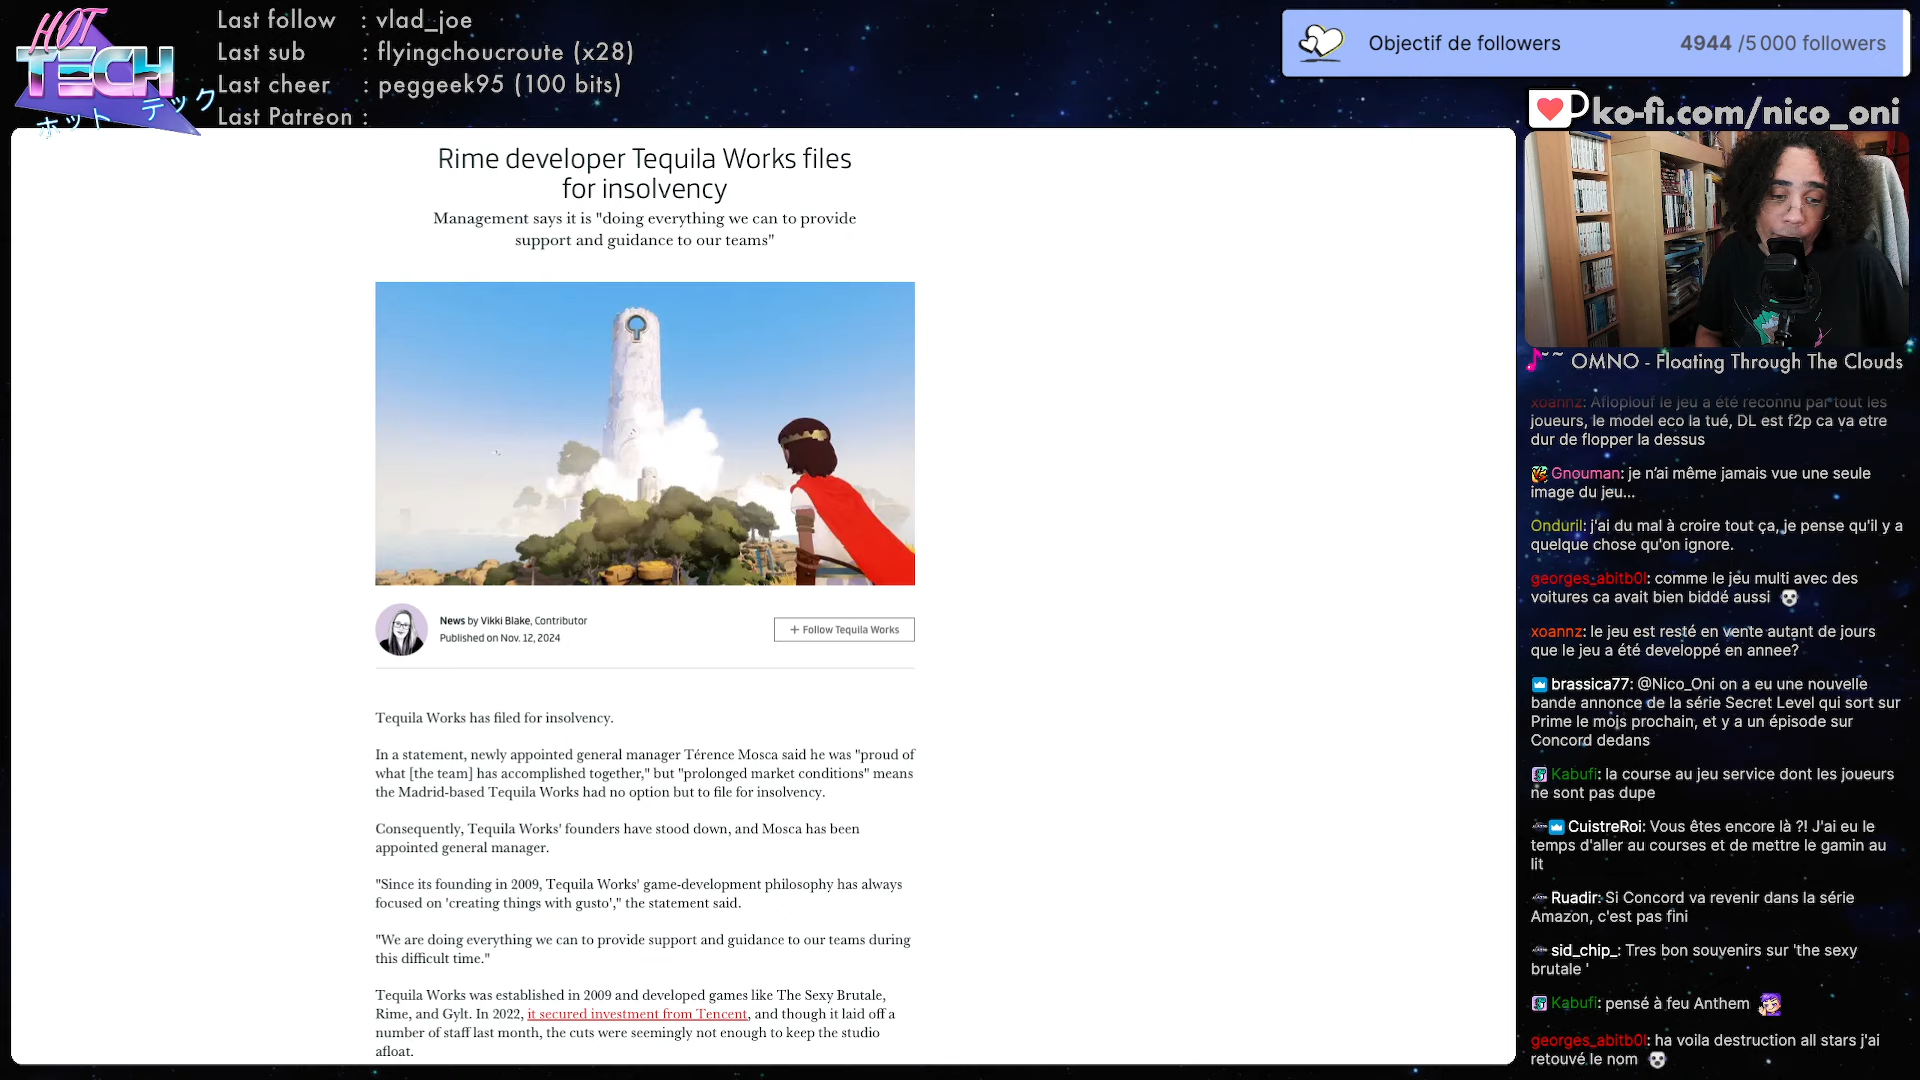 HOT
TECH
ホット テック
Last follow : vlad_joe
Last sub : flyingchoucroute (x28)
Last cheer : peggeek95 (100 bits)
Last Patreon :
Objectif de followers 4944 /5 000 followers
ko-fi.com/nico_oni
Rime developer Tequila Works files
for insolvency
Management says it is "doing everything we can to provide
support and guidance to our teams"
News by Vikki Blake, Contributor
Published on Nov. 12, 2024
+ Follow Tequila Works
Tequila Works has filed for insolvency.
In a statement, newly appointed general manager Térence Mosca said he was "proud of
what [the team] has accomplished together," but "prolonged market conditions" means
the Madrid-based Tequila Works had no option but to file for insolvency.
Consequently, Tequila Works' founders have stood down, and Mosca has been
appointed general manager.
"Since its founding in 2009, Tequila Works' game-development philosophy has always
focused on 'creating things with gusto'," the statement said.
"We are doing everything we can to provide support and guidance to our teams during
this difficult time."
Tequila Works was established in 2009 and developed games like The Sexy Brutale,
Rime, and Gylt. In 2022, it secured investment from Tencent, and though it laid off a
number of staff last month, the cuts were seemingly not enough to keep the studio
afloat.
~~ OMNO - Floating Through The Clouds
xoannz: Afloplouf le jeu a été reconnu par tout les
joueurs, le model eco la tué, DL est f2p ca va etre
dur de flopper la dessus
Gnouman: je n'ai même jamais vue une seule
image du jeu...
Onduril: j'ai du mal à croire tout ça, je pense qu'il y a
quelque chose qu'on ignore.
georges_abitb0l: comme le jeu multi avec des
voitures ca avait bien biddé aussi
xoannz: le jeu est resté en vente autant de jours
que le jeu a été developpé en annee?
brassica77: @Nico_Oni on a eu une nouvelle
bande annonce de la série Secret Level qui sort sur
Prime le mois prochain, et y a un épisode sur
Concord dedans
Kabufi: la course au jeu service dont les joueurs
ne sont pas dupe
CuistreRoi: Vous êtes encore là ?! J'ai eu le
temps d'aller au courses et de mettre le gamin au
lit
Ruadir: Si Concord va revenir dans la série
Amazon, c'est pas fini
sid_chip_: Tres bon souvenirs sur 'the sexy
brutale '
Kabufi: pensé à feu Anthem
georges_abitb0l: ha voila destruction all stars j'ai
retouvé le nom